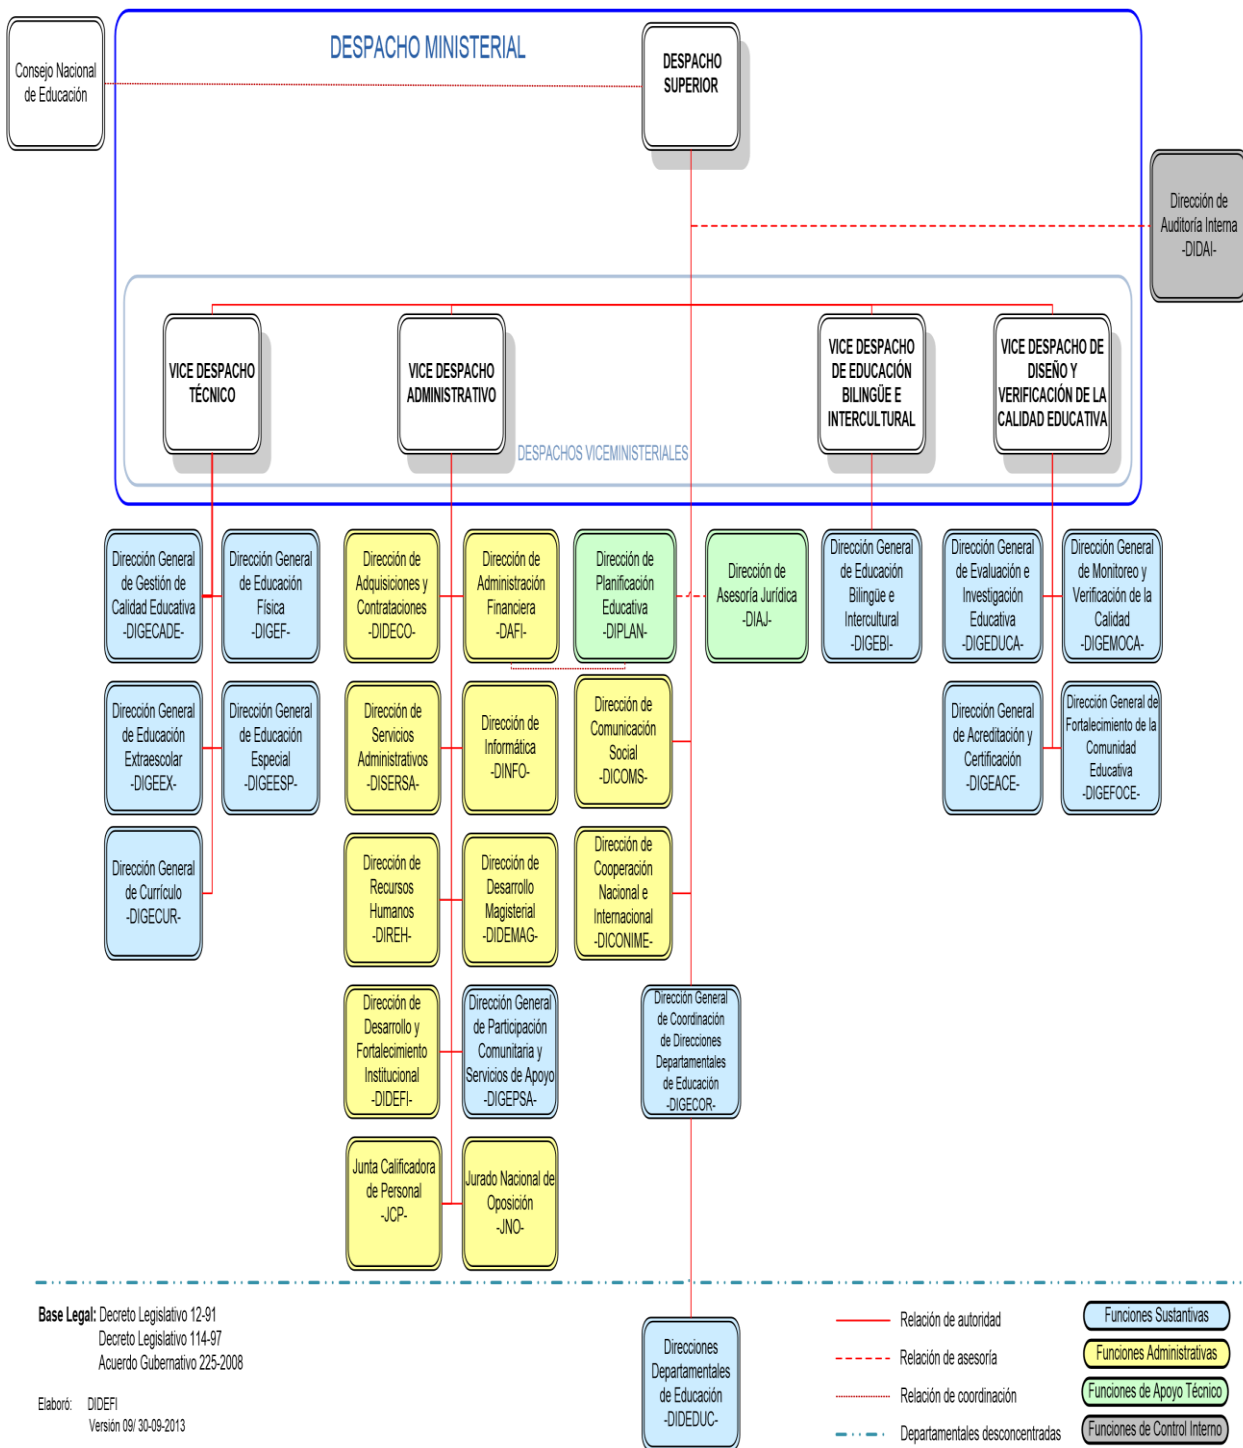 Consejo Nacional
de Educación
DESPACHO MINISTERIAL
DESPACHO
SUPERIOR
Dirección de
Auditoría Interna
-DIDAI-
VICE DESPACHO
TÉCNICO
VICE DESPACHO
ADMINISTRATIVO
VICE DESPACHO
DE EDUCACIÓN
BILINGÜE E
INTERCULTURAL
VICE DESPACHO DE
DISEÑO Y
VERIFICACIÓN DE LA
CALIDAD EDUCATIVA
DESPACHOS VICEMINISTERIALES
Dirección General
de Gestión de
Calidad Educativa
-DIGECADE-
Dirección General
de Educación
Física
-DIGEF-
Dirección de
Adquisiciones y
Contrataciones
-DIDECO-
Dirección de
Administración
Financiera
-DAFI-
Dirección de
Planificación
Educativa
-DIPLAN-
Dirección de
Asesoría Jurídica
-DIAJ-
Dirección General
de Educación
Bilingüe e
Intercultural
-DIGEBI-
Dirección General
de Evaluación e
Investigación
Educativa
-DIGEDUCA-
Dirección General
de Monitoreo y
Verificación de la
Calidad
-DIGEMOCA-
Dirección General
de Educación
Extraescolar
-DIGEEX-
Dirección General
de Educación
Especial
-DIGEESP-
Dirección de
Servicios
Administrativos
-DISERSA-
Dirección de
Informática
-DINFO-
Dirección de
Comunicación
Social
-DICOMS-
Dirección General
de Acreditación y
Certificación
-DIGEACE-
Dirección General de
Fortalecimiento de la
Comunidad
Educativa
-DIGEFOCE-
Dirección General
de Currículo
-DIGECUR-
Dirección de
Recursos
Humanos
-DIREH-
Dirección de
Desarrollo
Magisterial
-DIDEMAG-
Dirección de
Cooperación
Nacional e
Internacional
-DICONIME-
Dirección de
Desarrollo y
Fortalecimiento
Institucional
-DIDEFI-
Dirección General
de Participación
Comunitaria y
Servicios de Apoyo
-DIGEPSA-
Dirección General
de Coordinación
de Direcciones
Departamentales
de Educación
-DIGECOR-
Junta Calificadora
de Personal
-JCP-
Jurado Nacional de
Oposición
-JNO-
Base Legal: Decreto Legislativo 12-91
Decreto Legislativo 114-97
Acuerdo Gubernativo 225-2008
Elaboró: DIDEFI
Versión 09/ 30-09-2013
Direcciones
Departamentales
de Educación
-DIDEDUC-
Relación de autoridad
Relación de asesoría
Relación de coordinación
Departamentales desconcentradas
Funciones Sustantivas
Funciones Administrativas
Funciones de Apoyo Técnico
Funciones de Control Interno